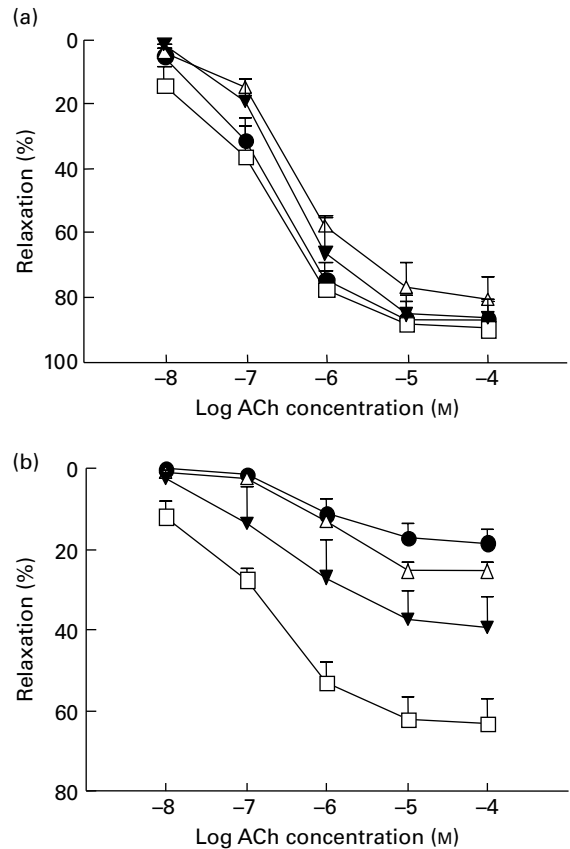 (a)
0
20
40
60
80
100
Relaxation (%)
–8 –7 –6 –5 –4
Log ACh concentration (M)
(b)
0
20
40
60
80
Relaxation (%)
–8 –7 –6 –5 –4
Log ACh concentration (M)